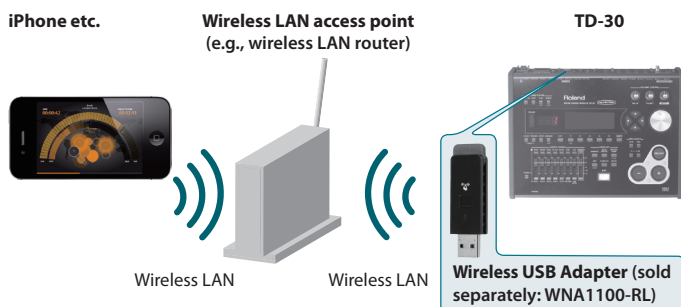 iPhone etc.
Wireless LAN access point
(e.g., wireless LAN router)
TD-30
Roland
Wireless LAN
Wireless LAN
Wireless USB Adapter (sold
separately: WNA1100-RL)